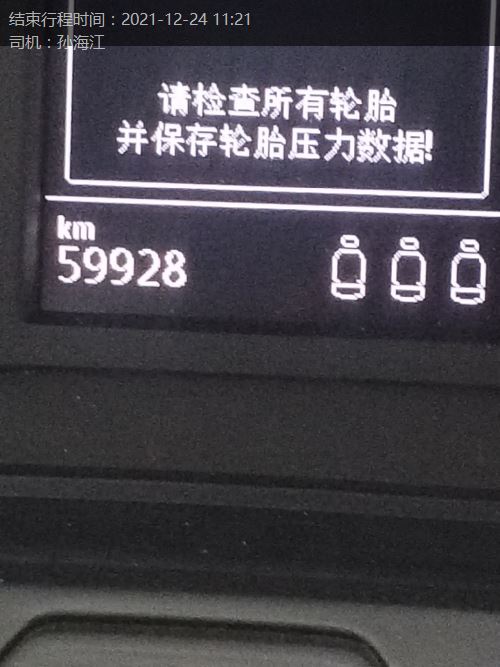 结束行程时间：2021-12-24 11:21
司机：孙海江
请检查所有轮胎
并保存轮胎压力数据!
km
59928